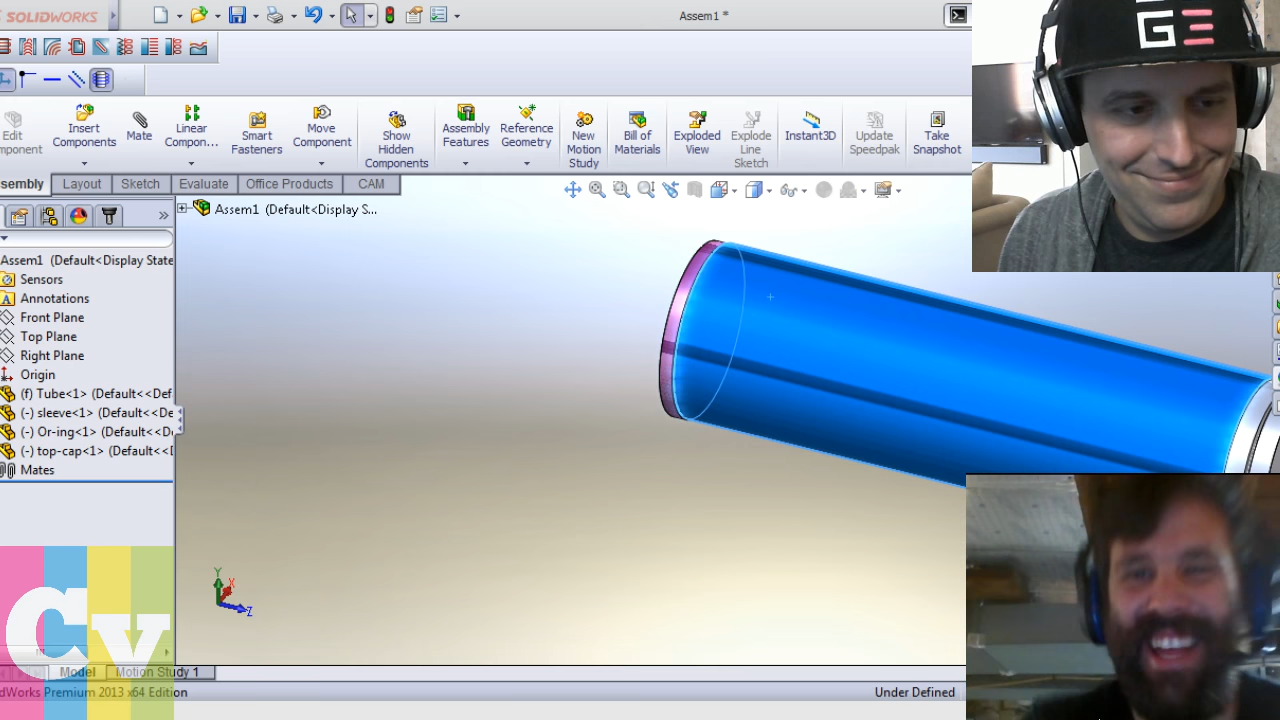 SOLIDWORKS
Assem1 *
Edit
Insert
Components
Mate
Linear
Compon...
Smart
Fasteners
Move
Component
Show
Hidden
Components
Assembly
Features
Reference
Geometry
New
Motion
Study
Bill of
Materials
Exploded
View
Explode
Line
Sketch
Instant3D
Update
Speedpak
Take
Snapshot
GE
sembly
Layout
Sketch
Evaluate
Office Products
CAM
Assem1 (Default<Display S...
Assem1 (Default<Display State
Sensors
A
Annotations
Front Plane
Top Plane
Right Plane
Origin
(f) Tube<1> (Default<<Def
(-) sleeve<1> (Default<<De
(-) Or-ing<1> (Default<<D
(-) top-cap<1> (Default<<D
Mates
Y
X
Z
Cv
Model
Motion Study 1
dWorks Premium 2013 x64 Edition
Under Defined